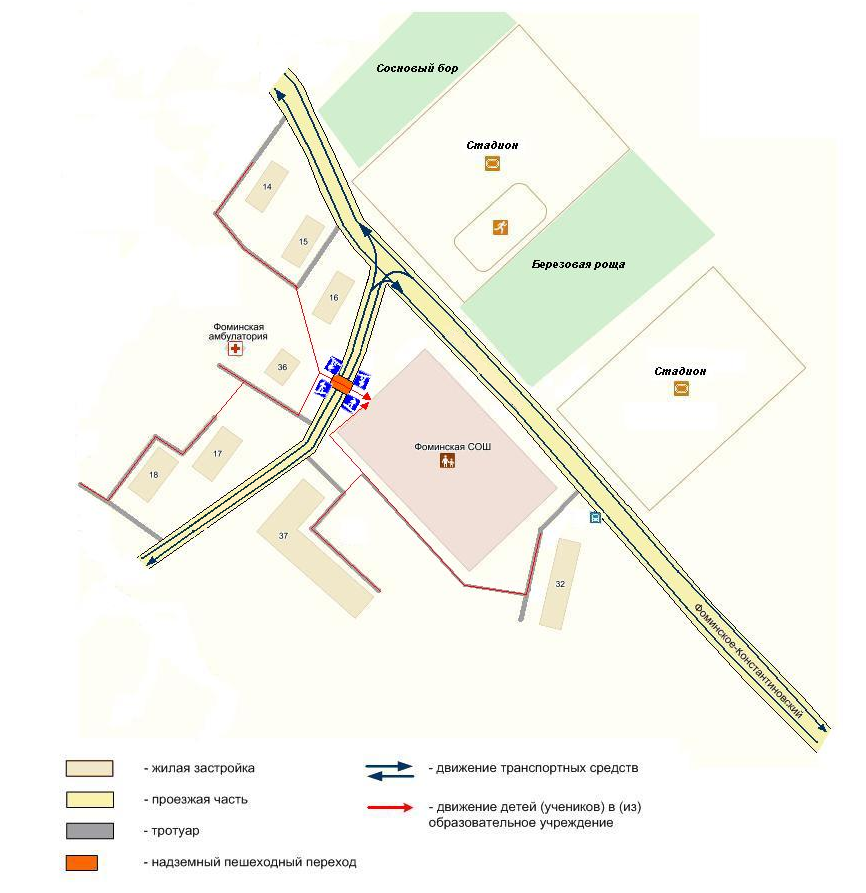 Сосновый бор
Стадион
14
15
Березовая роща
16
Фоминская
амбулатория
36
Стадион
Фоминская СОШ
17
18
37
32
Фоминское-Константиновский
- жилая застройка
- проезжая часть
- тротуар
- надземный пешеходный переход
- движение транспортных средств
- движение детей (учеников) в (из)
образовательное учреждение